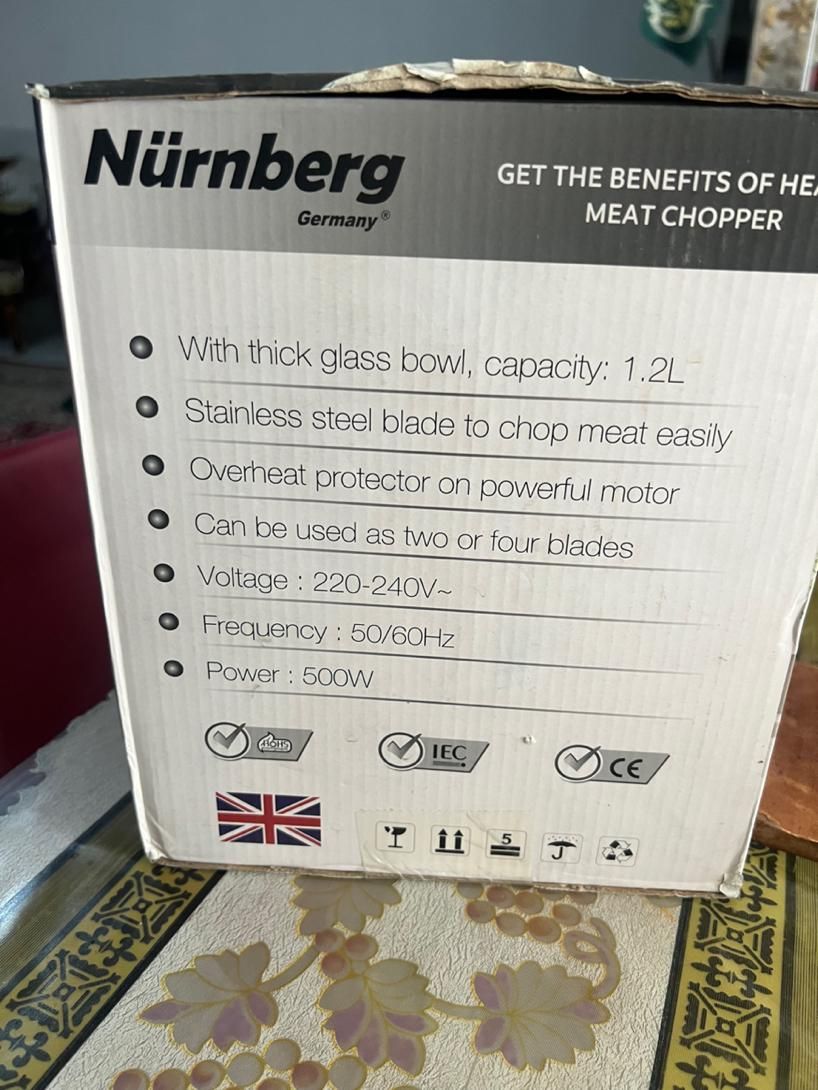 Nürnberg
Germany®
GET THE BENEFITS OF
MEAT CHOPPER
With thick glass bowl, capacity: 1.2L
Stainless steel blade to chop meat easily
Overheat protector on powerful motor
Can be used as two or four blades
Voltage : 220-240V~
Frequency : 50/60Hz
Power : 500W
ROHS
IEC
CE
5